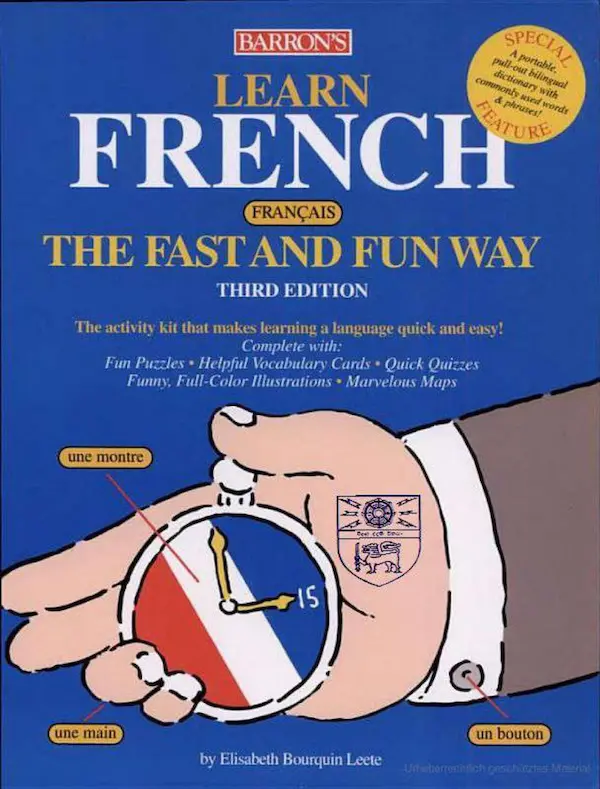 BARRON'S
SPECIAL
A portable,
pull-out bilingual
dictionary with
commonly used words
& phrases!
FEATURE
LEARN
FRENCH
FRANÇAIS
THE FAST AND FUN WAY
THIRD EDITION
The activity kit that makes learning a language quick and easy!
Complete with:
Fun Puzzles • Helpful Vocabulary Cards • Quick Quizzes
Funny, Full-Color Illustrations • Marvelous Maps
une montre
15
une main
un bouton
by Elisabeth Bourquin Leete
Urheberrechtlich geschütztes Material